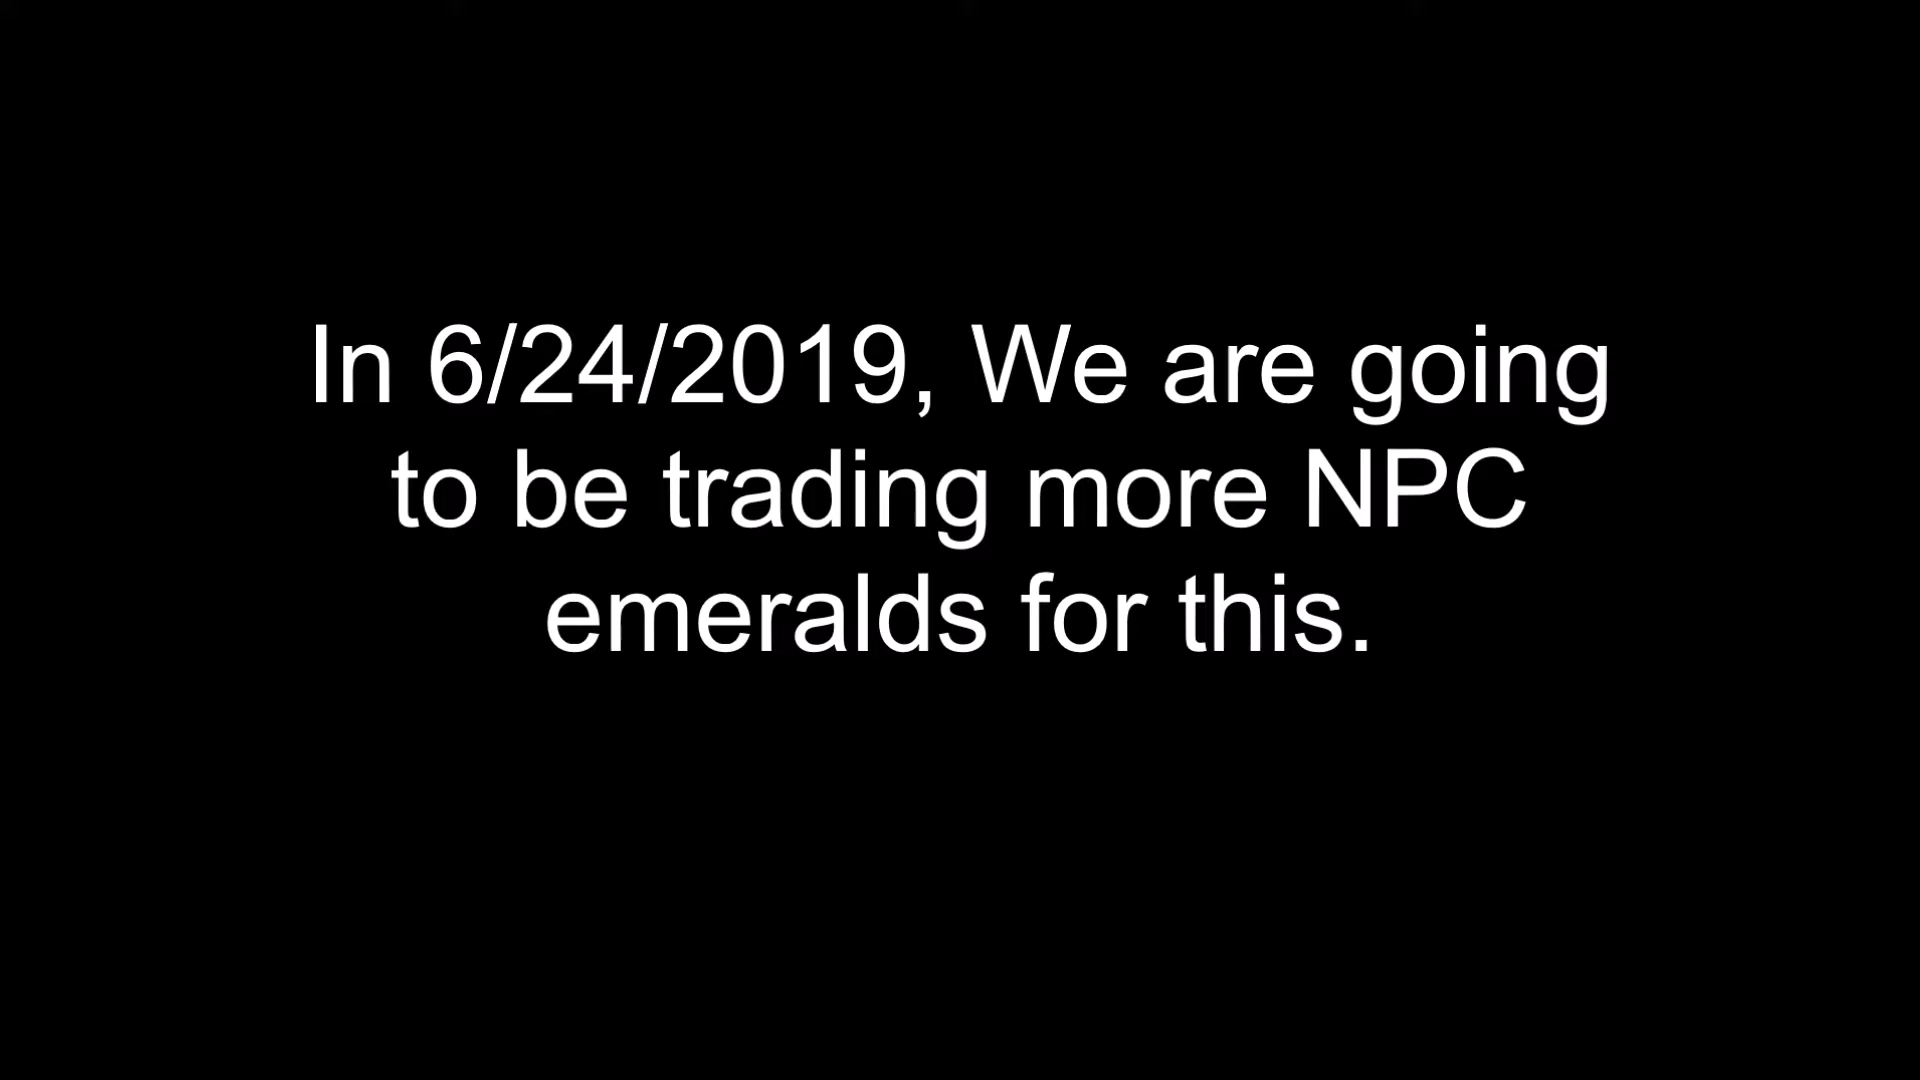 In 6/24/2019, We are going
to be trading more NPC
emeralds for this.